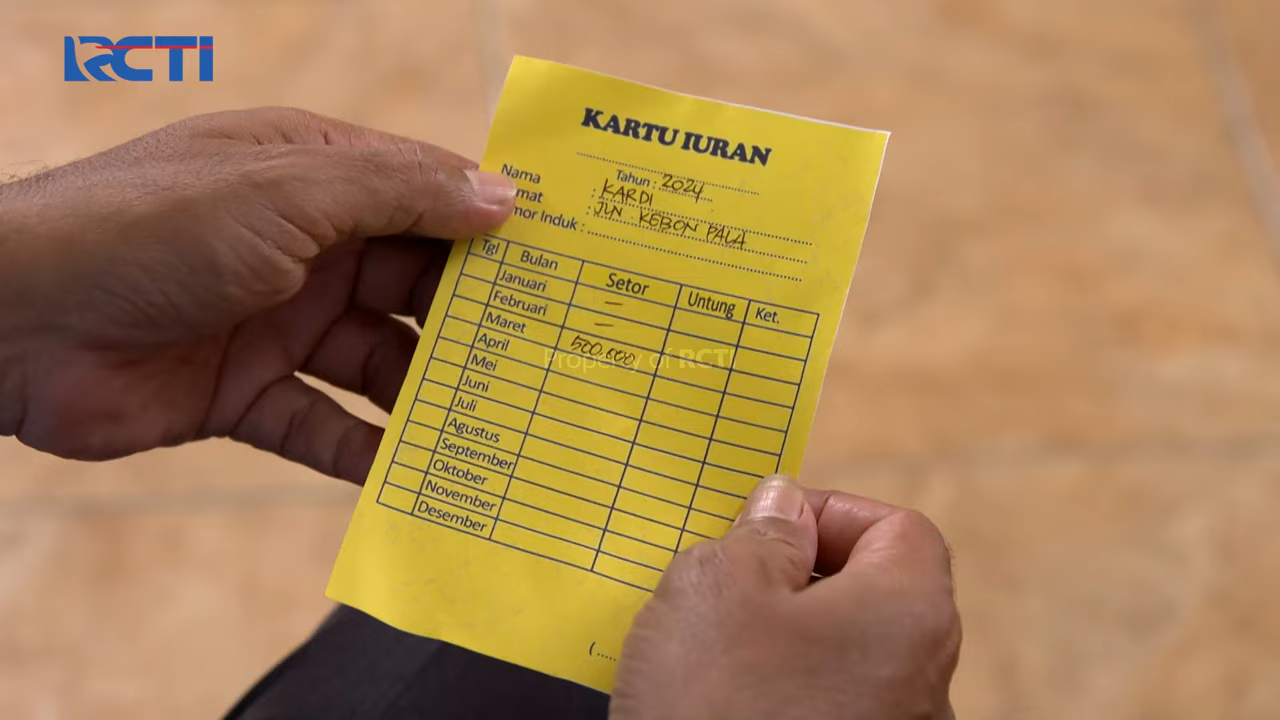 RCTI
KARTU IURAN
Tahun : 2024
Nama : KARDI
mat : JLN. KEBON PALA
mor Induk :
Tgl Bulan Setor Untung Ket.
Januari –
Februari –
Maret 500.000
April
Mei
Juni
Juli
Agustus
September
Oktober
November
Desember
Property of RCTI
(.....